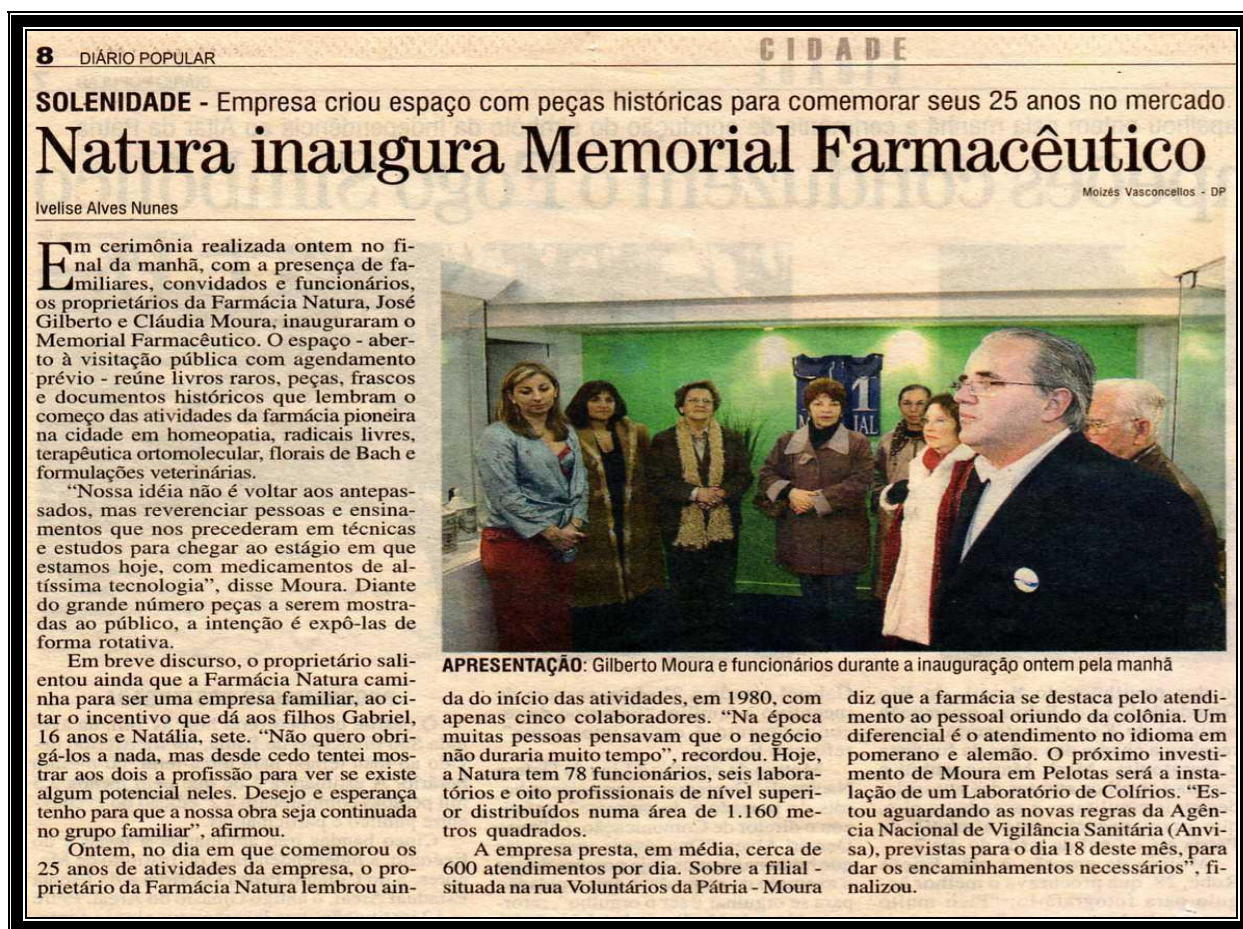 8 DIÁRIO POPULAR
CIDADE
SOLENIDADE - Empresa criou espaço com peças históricas para comemorar seus 25 anos no mercado
Natura inaugura Memorial Farmacêutico
Moizés Vasconcellos - DP
Ivelise Alves Nunes
Em cerimônia realizada ontem no fi-
nal da manhã, com a presença de fa-
miliares, convidados e funcionários,
os proprietários da Farmácia Natura, José
Gilberto e Cláudia Moura, inauguraram o
Memorial Farmacêutico. O espaço - aber-
to à visitação pública com agendamento
prévio - reúne livros raros, peças, frascos
e documentos históricos que lembram o
começo das atividades da farmácia pioneira
na cidade em homeopatia, radicais livres,
terapêutica ortomolecular, florais de Bach e
formulações veterinárias.
“Nossa idéia não é voltar aos antepas-
sados, mas reverenciar pessoas e ensina-
mentos que nos precederam em técnicas
e estudos para chegar ao estágio em que
estamos hoje, com medicamentos de al-
tíssima tecnologia”, disse Moura. Diante
do grande número peças a serem mostra-
das ao público, a intenção é expô-las de
forma rotativa.
Em breve discurso, o proprietário sali-
entou ainda que a Farmácia Natura cami-
nha para ser uma empresa familiar, ao ci-
tar o incentivo que dá aos filhos Gabriel,
16 anos e Natália, sete. “Não quero obri-
gá-los a nada, mas desde cedo tentei mos-
trar aos dois a profissão para ver se existe
algum potencial neles. Desejo e esperança
tenho para que a nossa obra seja continuada
no grupo familiar”, afirmou.
Ontem, no dia em que comemorou os
25 anos de atividades da empresa, o pro-
prietário da Farmácia Natura lembrou ain-
APRESENTAÇÃO: Gilberto Moura e funcionários durante a inauguração ontem pela manhã
da do início das atividades, em 1980, com
apenas cinco colaboradores. “Na época
muitas pessoas pensavam que o negócio
não duraria muito tempo”, recordou. Hoje,
a Natura tem 78 funcionários, seis labora-
tórios e oito profissionais de nível superi-
or distribuídos numa área de 1.160 me-
tros quadrados.
A empresa presta, em média, cerca de
600 atendimentos por dia. Sobre a filial -
situada na rua Voluntários da Pátria - Moura
diz que a farmácia se destaca pelo atendi-
mento ao pessoal oriundo da colônia. Um
diferencial é o atendimento no idioma em
pomerano e alemão. O próximo investi-
mento de Moura em Pelotas será a insta-
lação de um Laboratório de Colírios. “Es-
tou aguardando as novas regras da Agên-
cia Nacional de Vigilância Sanitária (Anvi-
sa), previstas para o dia 18 deste mês, para
dar os encaminhamentos necessários”, fi-
nalizou.